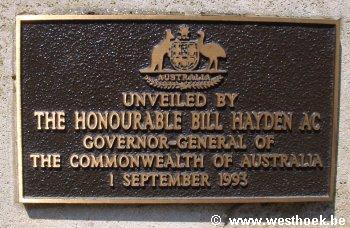 AUSTRALIA
UNVEILED BY
THE HONOURABLE BILL HAYDEN AC
GOVERNOR-GENERAL OF
THE COMMONWEALTH OF AUSTRALIA
1 SEPTEMBER 1993
© www.westhoek.be